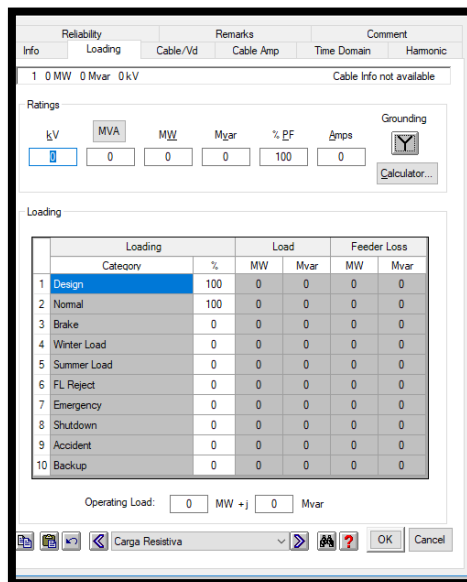 Reliability Remarks Comment
Info Loading Cable/Vd Cable Amp Time Domain Harmonic
1 0 MW 0 Mvar 0 kV Cable Info not available
Ratings
Grounding
kV MVA MW Mvar % PF Amps
0 0 0 0 100 0
Calculator...
Loading
Loading Load Feeder Loss
Category % MW Mvar MW Mvar
1 Design 100 0 0 0 0
2 Normal 100 0 0 0 0
3 Brake 0 0 0 0 0
4 Winter Load 0 0 0 0 0
5 Summer Load 0 0 0 0 0
6 FL Reject 0 0 0 0 0
7 Emergency 0 0 0 0 0
8 Shutdown 0 0 0 0 0
9 Accident 0 0 0 0 0
10 Backup 0 0 0 0 0
Operating Load: 0 MW + j 0 Mvar
Carga Resistiva ? OK Cancel